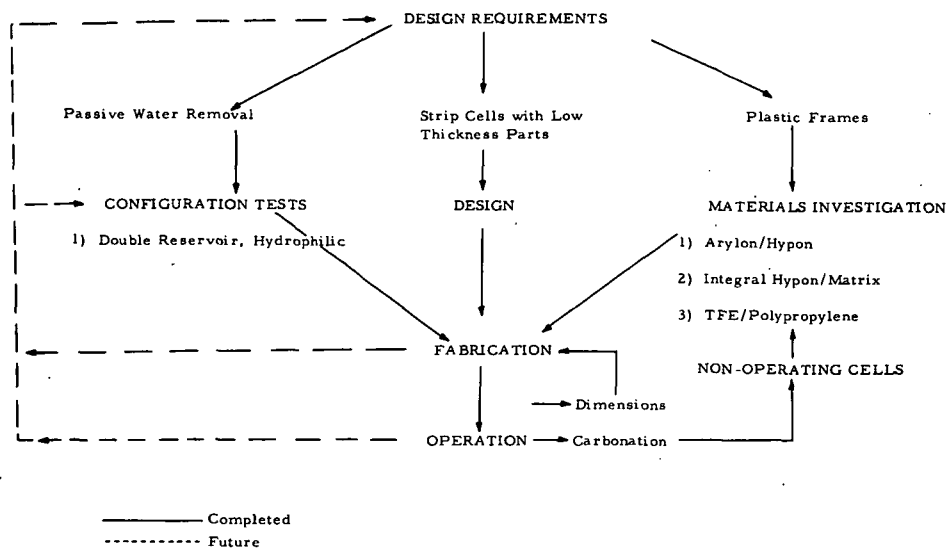 DESIGN REQUIREMENTS
Passive Water Removal
Strip Cells with Low
Thickness Parts
Plastic Frames
CONFIGURATION TESTS
DESIGN
MATERIALS INVESTIGATION
1) Double Reservoir, Hydrophilic
1) Arylon/Hypon
2) Integral Hypon/Matrix
3) TFE/Polypropylene
FABRICATION
NON-OPERATING CELLS
Dimensions
OPERATION
Carbonation
Completed
Future